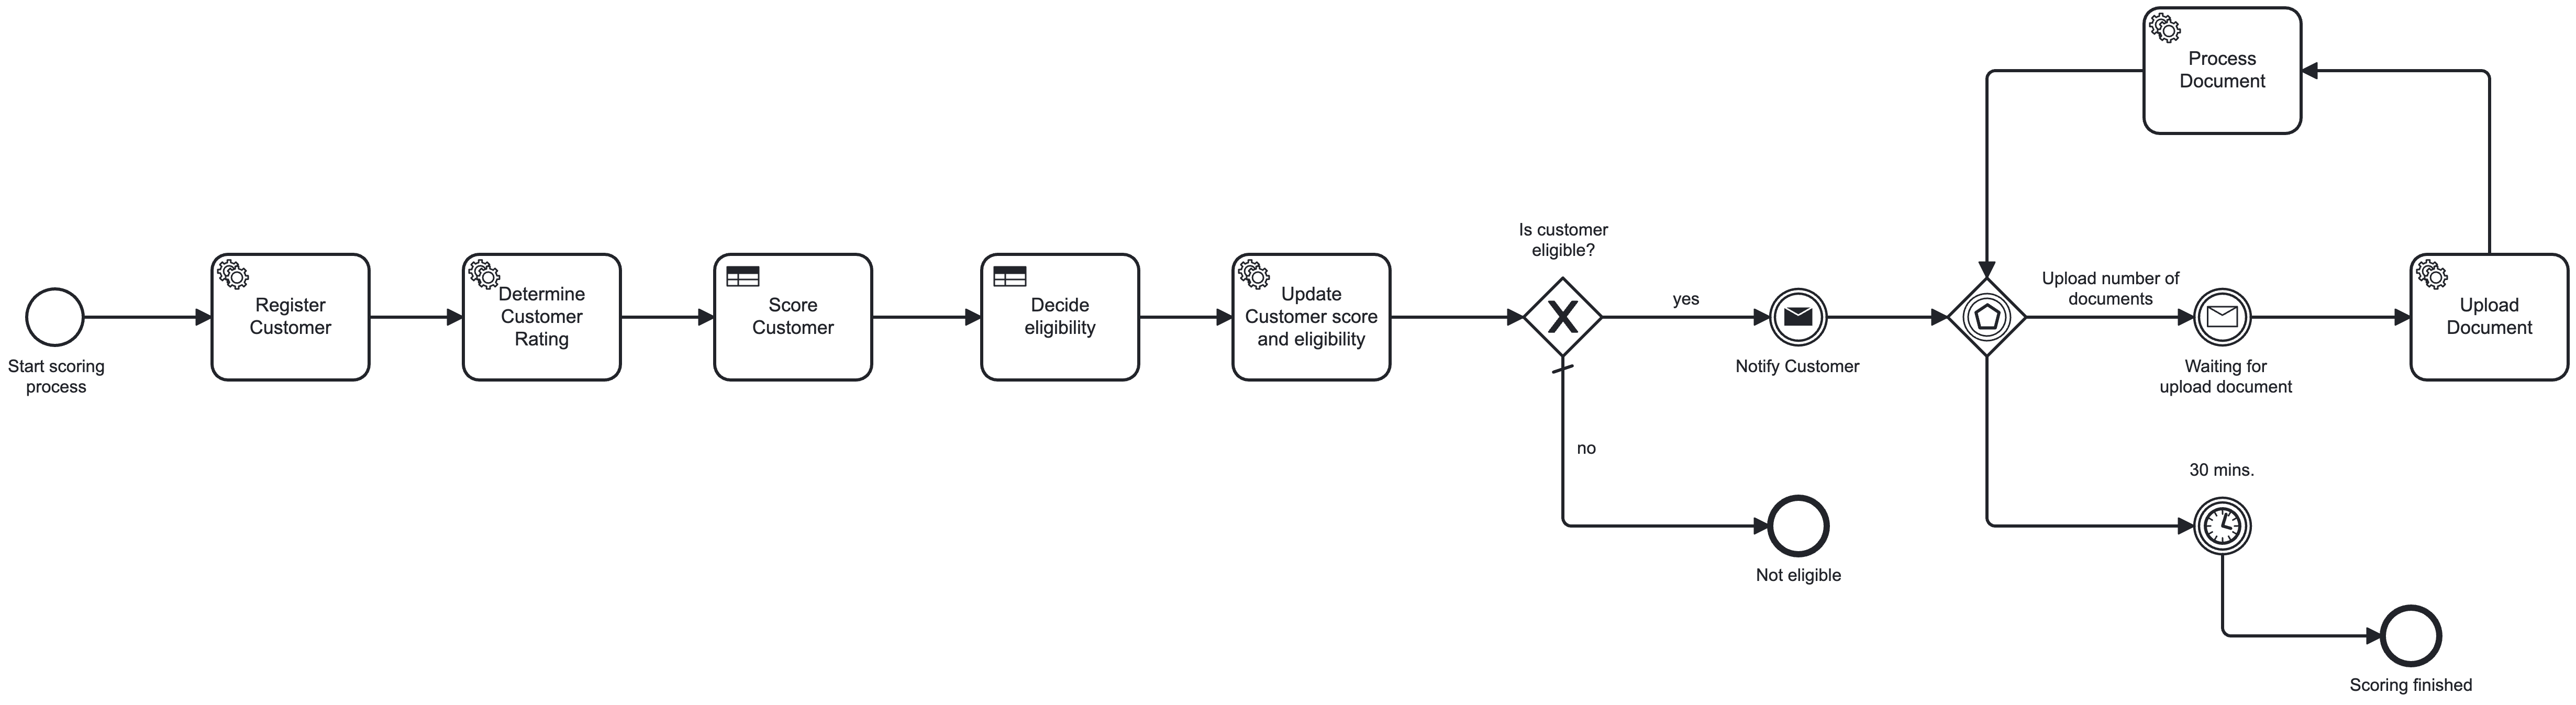 Process
Document
Is customer
eligible?
Start scoring
process
Register
Customer
Determine
Customer
Rating
Score
Customer
Decide
eligibility
Update
Customer score
and eligibility
yes
Notify Customer
Upload number of
documents
Waiting for
upload document
Upload
Document
no
Not eligible
30 mins.
Scoring finished